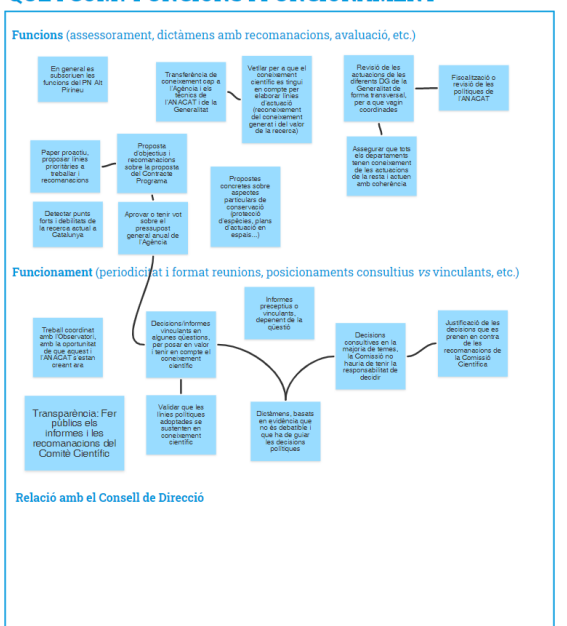 Funcions (assessorament, dictàmens amb recomanacions, avaluació, etc.)
En general es
subscriuen les
funcions del PN Alt
Pirineu
Transferència de
coneixement cap a
l'Agència i els
tècnics de
l'ANACAT i de la
Generalitat
Vetllar per a que el
coneixement
científic es tingui
en compte per
elaborar línies
d'actuació
(reconeixement
del coneixement
generat i del valor
de la recerca)
Revisió de les
actuacions de les
diferents DG de la
Generalitat de
forma transversal,
per a que vagin
coordinades
Fiscalització o
revisió de les
polítiques de
l'ANACAT
Paper proactiu,
proposar línies
prioritàries a
treballar i
recomanacions
Proposta
d'objectius i
recomanacions
sobre la proposta
del Contracte
Programa
Assegurar que tots
els departaments
tenen coneixement
de les actuacions
de la resta i actuen
amb coherència
Propostes
concretes sobre
aspectes
particulars de
conservació
(protecció
d'espècies, plans
d'actuació en
espais...)
Detectar punts
forts i debilitats de
la recerca actual a
Catalunya
Aprovar o tenir vot
sobre el
pressupost
general anual de
l'Agència
Funcionament (periodicitat i format reunions, posicionaments consultius vs vinculants, etc.)
Treball coordinat
amb l'Observatori,
amb la oportunitat
de que aquest i
l'ANACAT s'estan
creant ara
Decisions/informes
vinculants en
algunes qüestions,
per posar en valor
i tenir en compte el
coneixement
científic
Informes
preceptius o
vinculants,
depenent de la
qüestió
Decisions
consultives en la
majoria de temes,
la Comissió no
hauria de tenir la
responsabilitat de
decidir
Justificació de les
decisions que es
prenen en contra
de les
recomanacions de
la Comissió
Científica
Transparència: Fer
públics els
informes i les
recomanacions del
Comitè Científic
Validar que les
línies polítiques
adoptades se
sustenten en
coneixement
científic
Dictàmens, basats
en evidència que
no és debatible i
que ha de guiar
les decisions
polítiques
Relació amb el Consell de Direcció